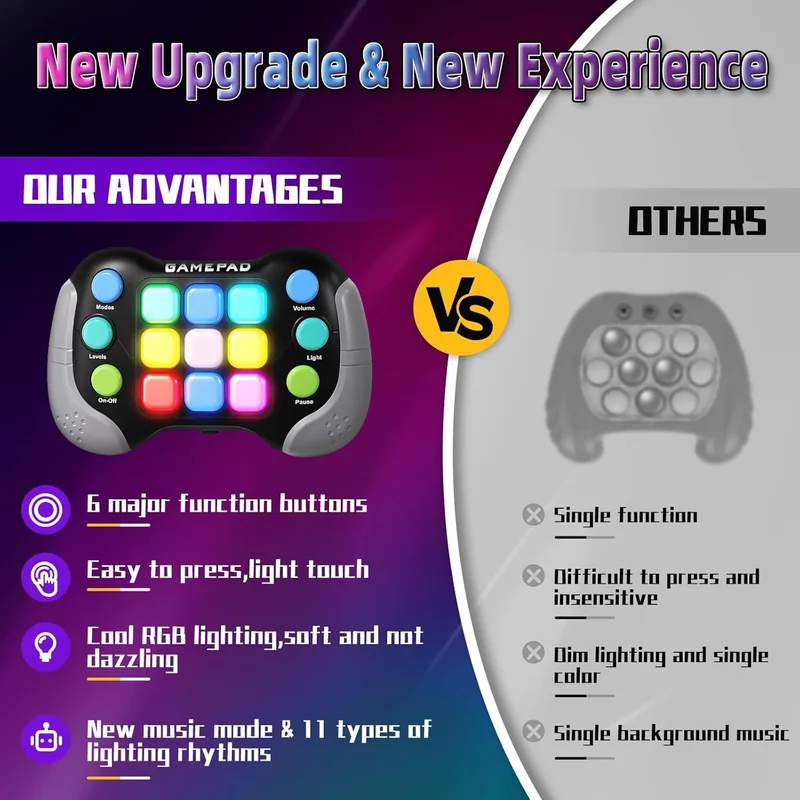 New Upgrade & New Experience
OUR ADVANTAGES
OTHERS
GAMEPAD
Modes
Volume
Levels
Light
On-Off
Pause
VS
6 major function buttons
Easy to press,light touch
Cool RGB lighting,soft and not
dazzling
New music mode & 11 types of
lighting rhythms
Single function
Difficult to press and
insensitive
Dim lighting and single
color
Single background music